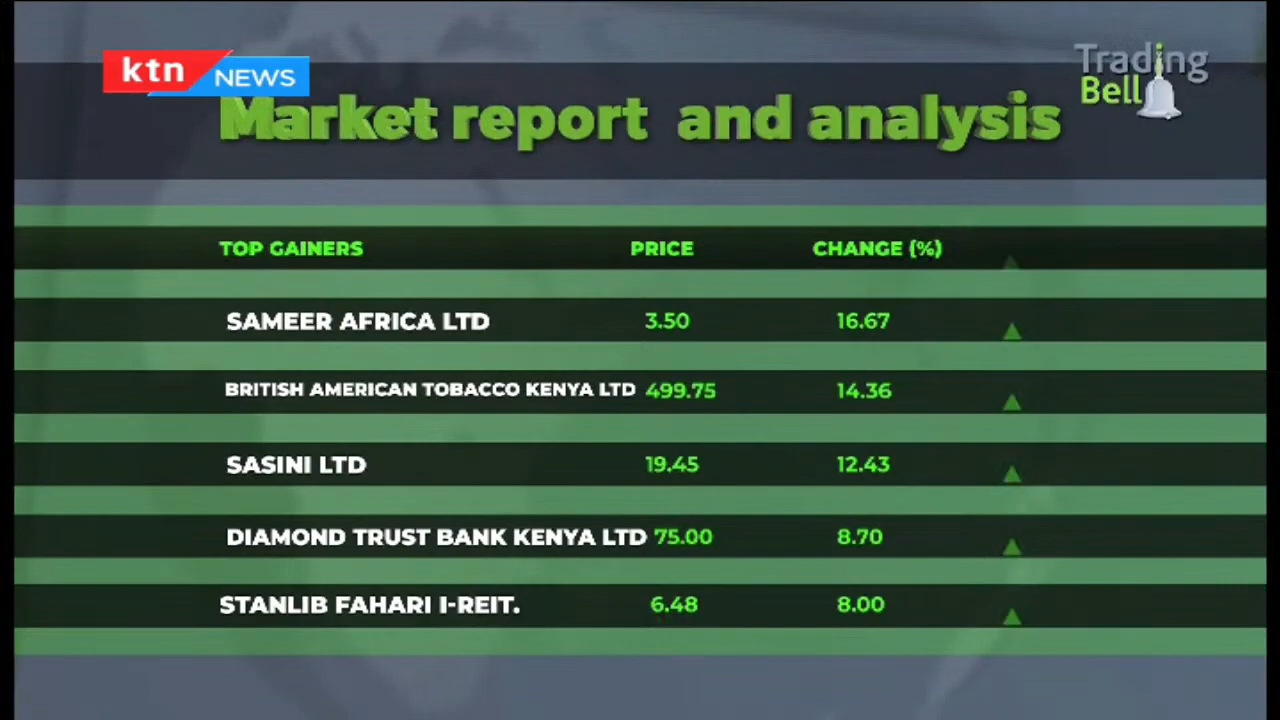 ktn NEWS
Trading
Bell
Market report and analysis
TOP GAINERS PRICE CHANGE (%)
SAMEER AFRICA LTD 3.50 16.67
BRITISH AMERICAN TOBACCO KENYA LTD 499.75 14.36
SASINI LTD 19.45 12.43
DIAMOND TRUST BANK KENYA LTD 75.00 8.70
STANLIB FAHARI I-REIT. 6.48 8.00